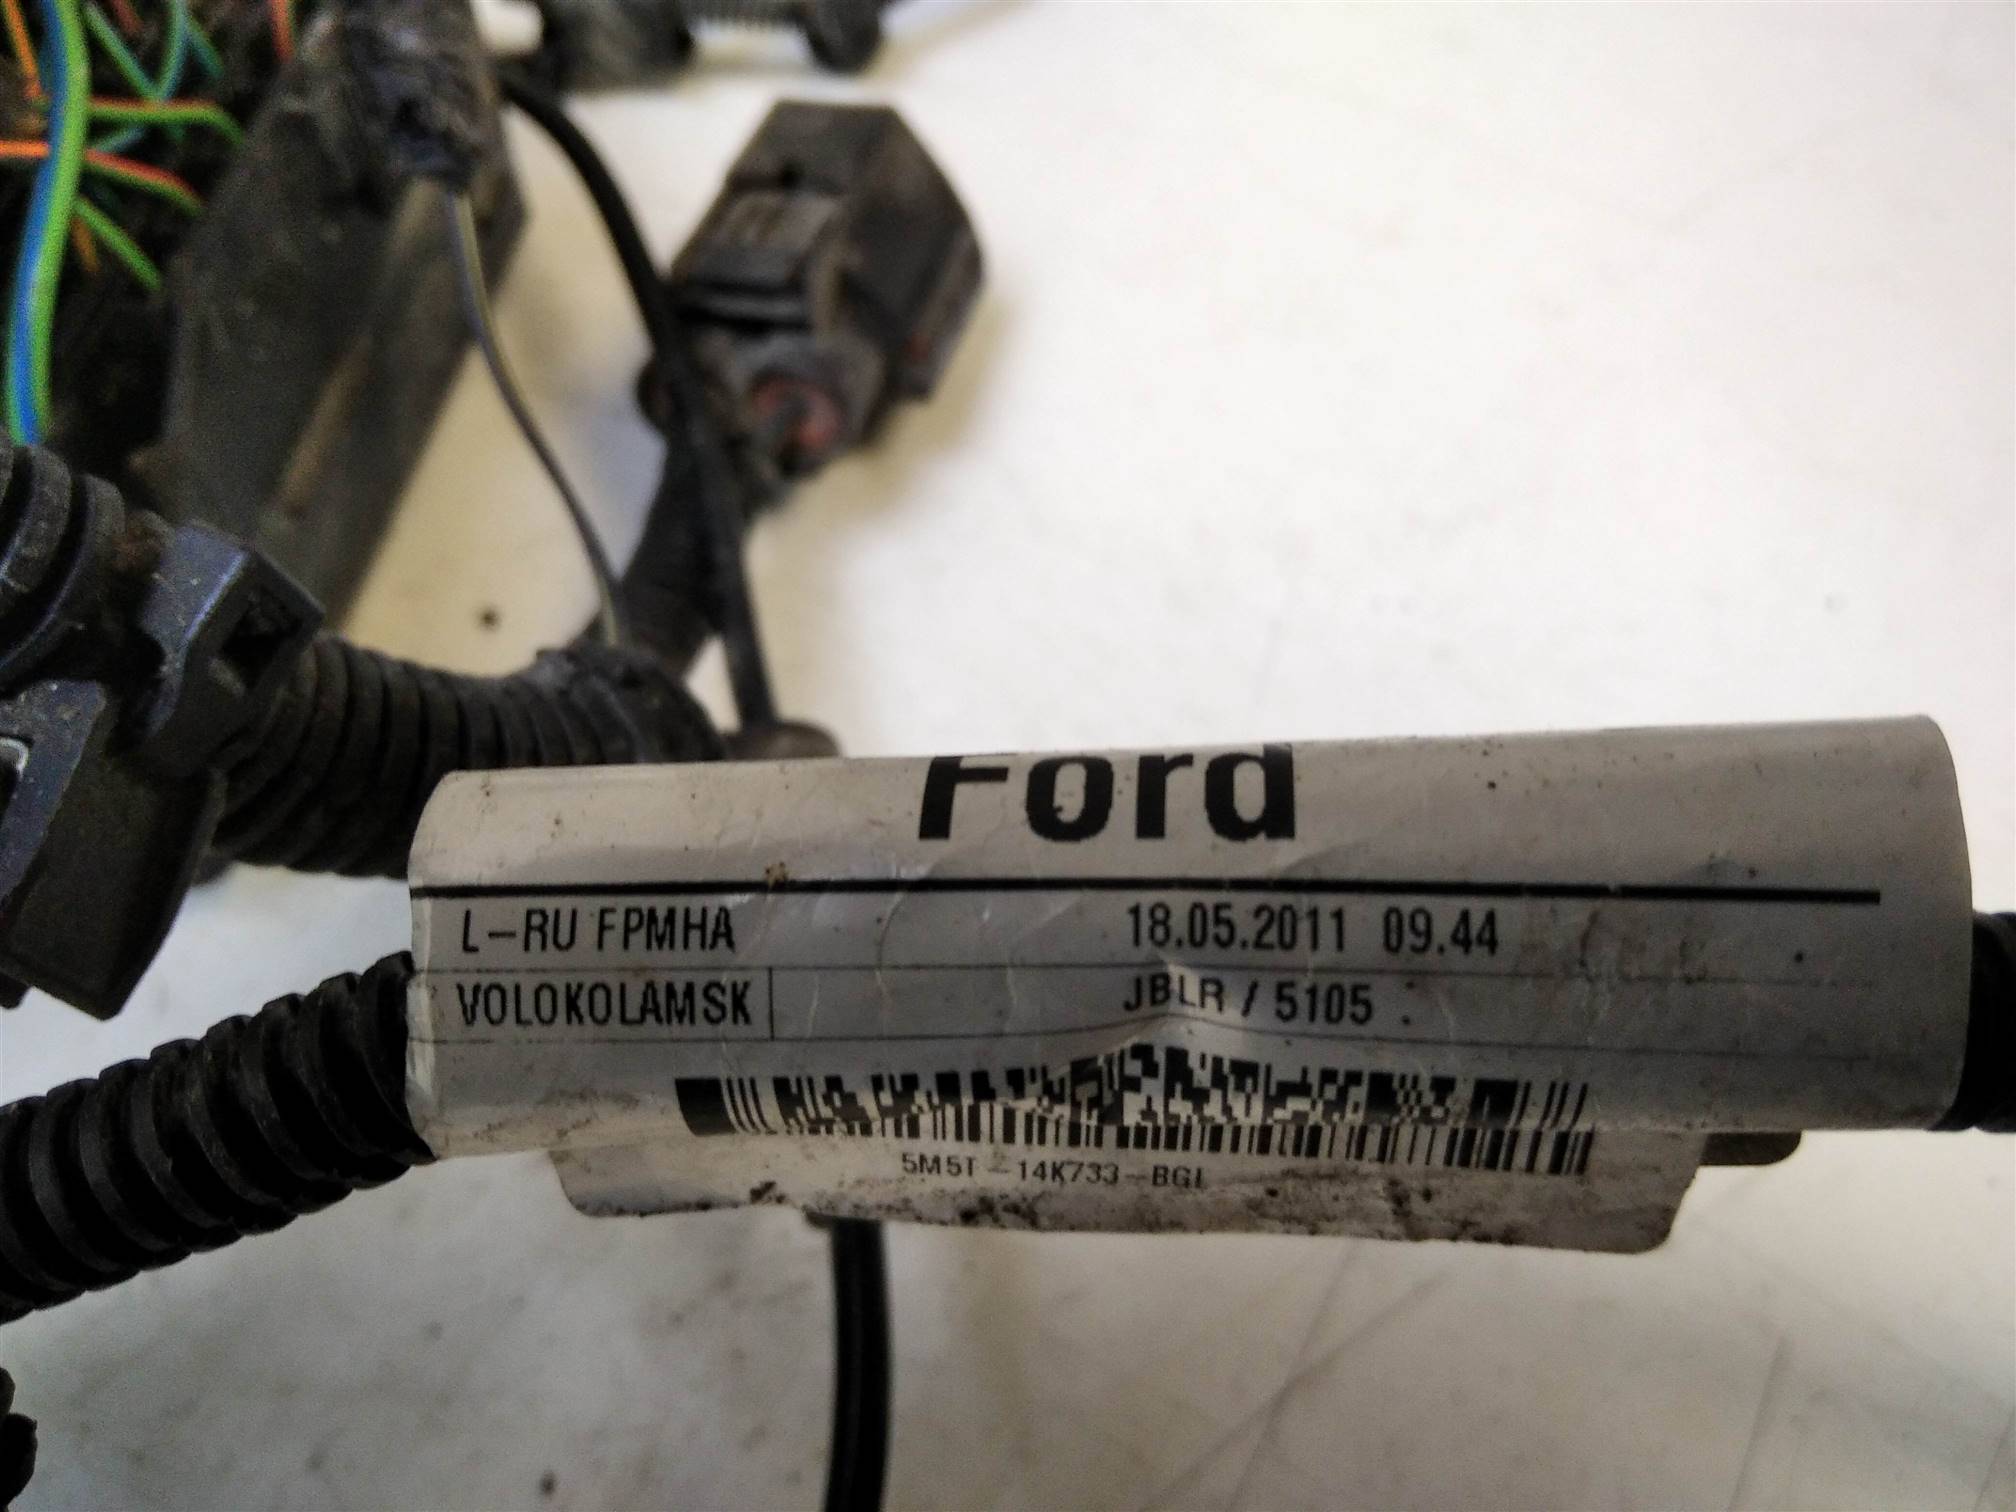 Ford
L-RU FPMHA 18.05.2011 09.44
VOLOKOLAMSK JBLR / 5105
5M5T-14K733-BGL